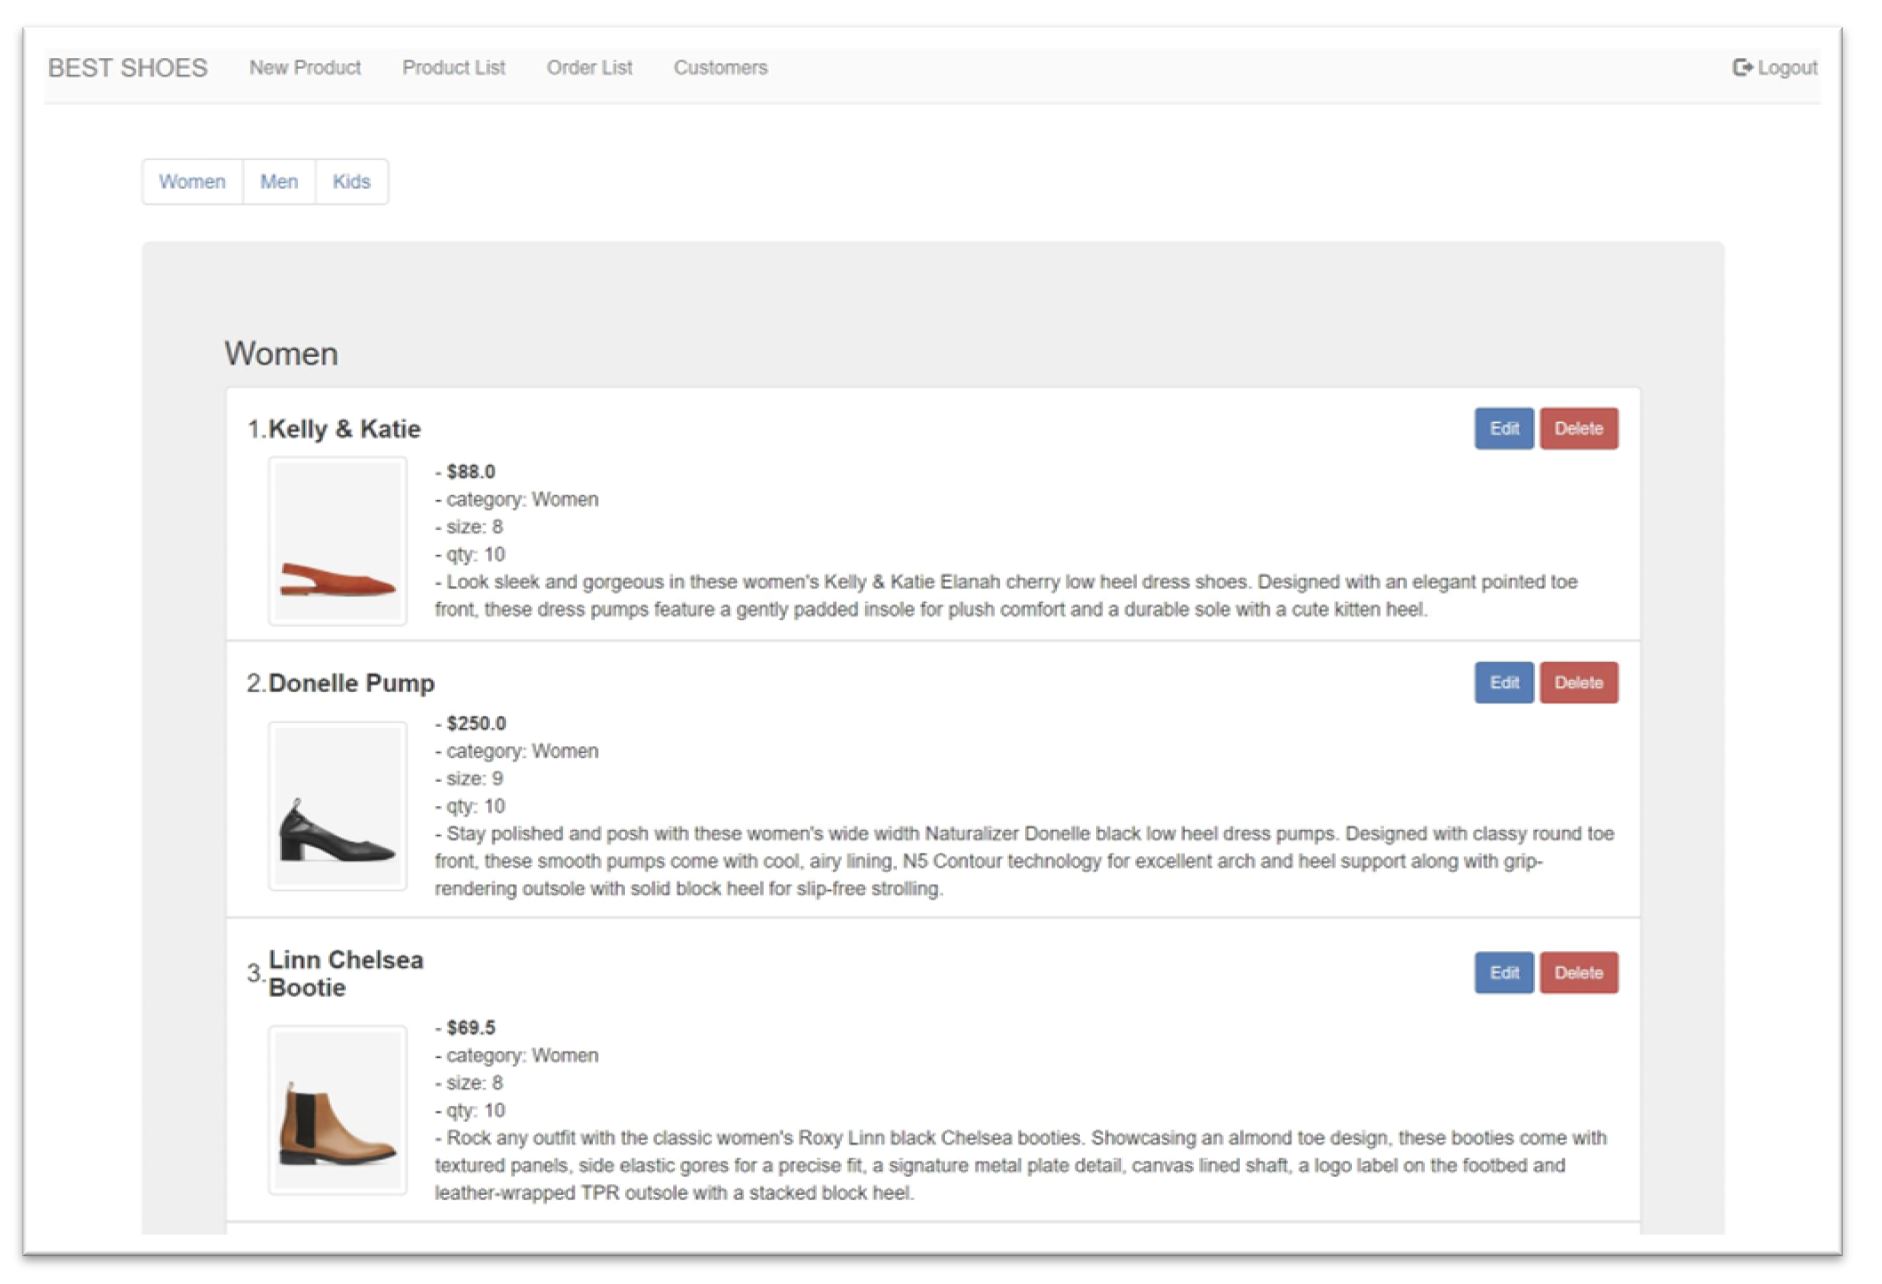 BEST SHOES New Product Product List Order List Customers Logout
Women Men Kids
Women
1. Kelly & Katie Edit Delete
- $88.0
- category: Women
- size: 8
- qty: 10
- Look sleek and gorgeous in these women's Kelly & Katie Elanah cherry low heel dress shoes. Designed with an elegant pointed toe
front, these dress pumps feature a gently padded insole for plush comfort and a durable sole with a cute kitten heel.
2. Donelle Pump Edit Delete
- $250.0
- category: Women
- size: 9
- qty: 10
- Stay polished and posh with these women's wide width Naturalizer Donelle black low heel dress pumps. Designed with classy round toe
front, these smooth pumps come with cool, airy lining, N5 Contour technology for excellent arch and heel support along with grip-
rendering outsole with solid block heel for slip-free strolling.
3. Linn Chelsea
Bootie Edit Delete
- $69.5
- category: Women
- size: 8
- qty: 10
- Rock any outfit with the classic women's Roxy Linn black Chelsea booties. Showcasing an almond toe design, these booties come with
textured panels, side elastic gores for a precise fit, a signature metal plate detail, canvas lined shaft, a logo label on the footbed and
leather-wrapped TPR outsole with a stacked block heel.